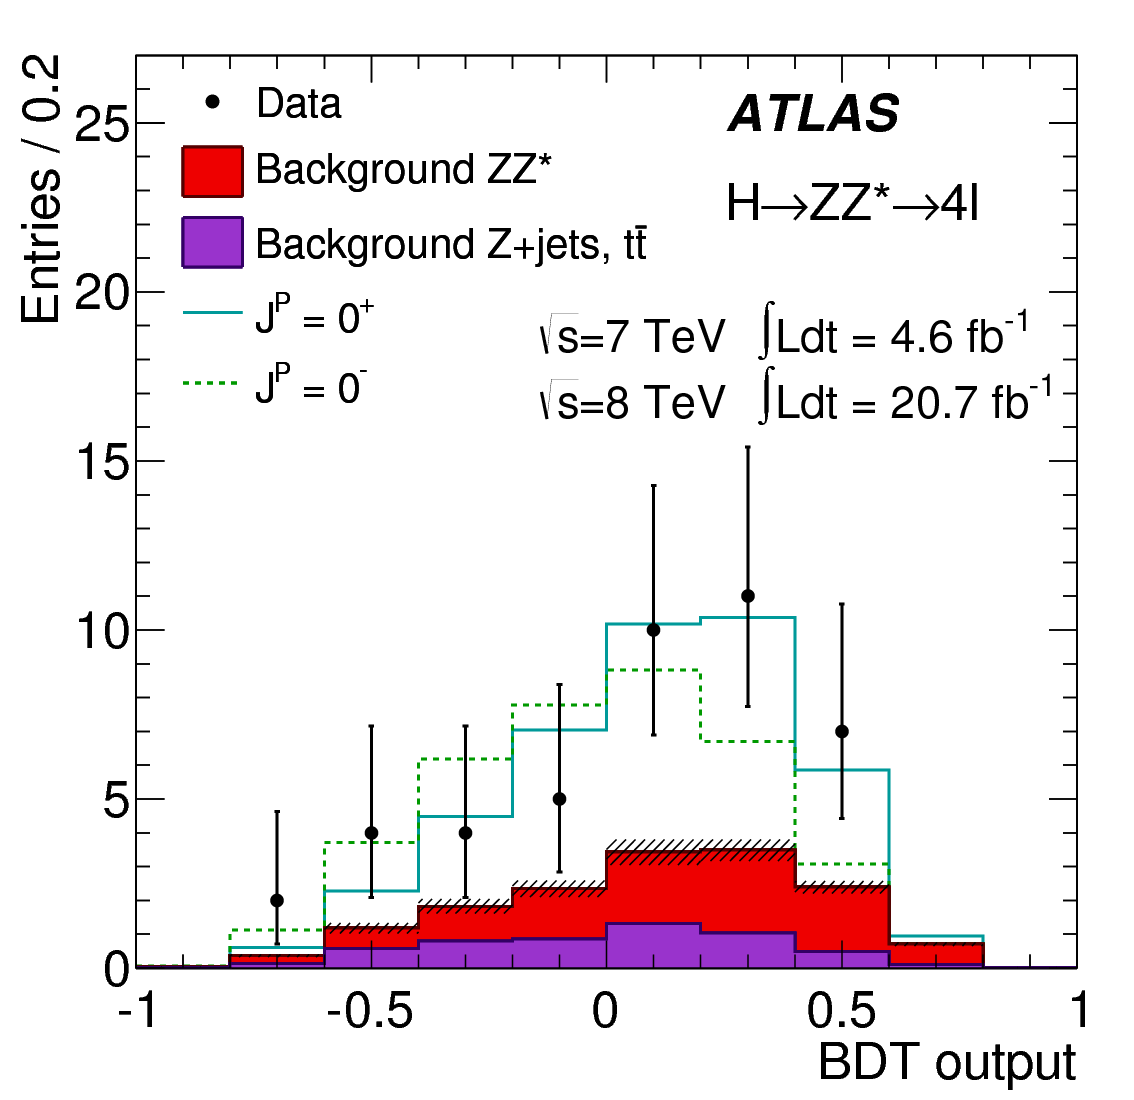 Entries / 0.2
25
20
15
10
5
0
Data
Background ZZ*
Background Z+jets, tt̄
J^P = 0^+
J^P = 0^-
ATLAS
H→ZZ*→4l
√s=7 TeV ∫Ldt = 4.6 fb^-1
√s=8 TeV ∫Ldt = 20.7 fb^-1
-1 -0.5 0 0.5 1
BDT output